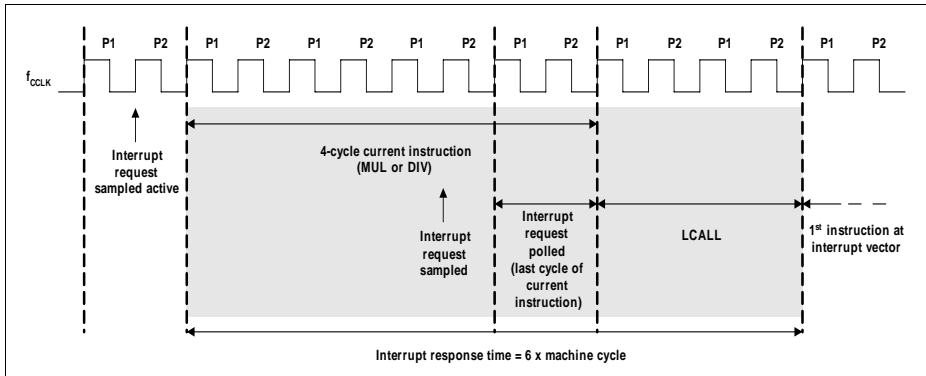 P1 P2 P1 P2 P1 P2 P1 P2 P1 P2 P1 P2 P1 P2 P1 P2
fCCLK
Interrupt
request
sampled active
4-cycle current instruction
(MUL or DIV)
Interrupt
request
sampled
Interrupt
request
polled
(last cycle of
current
instruction)
LCALL
1st instruction at
interrupt vector
Interrupt response time = 6 x machine cycle